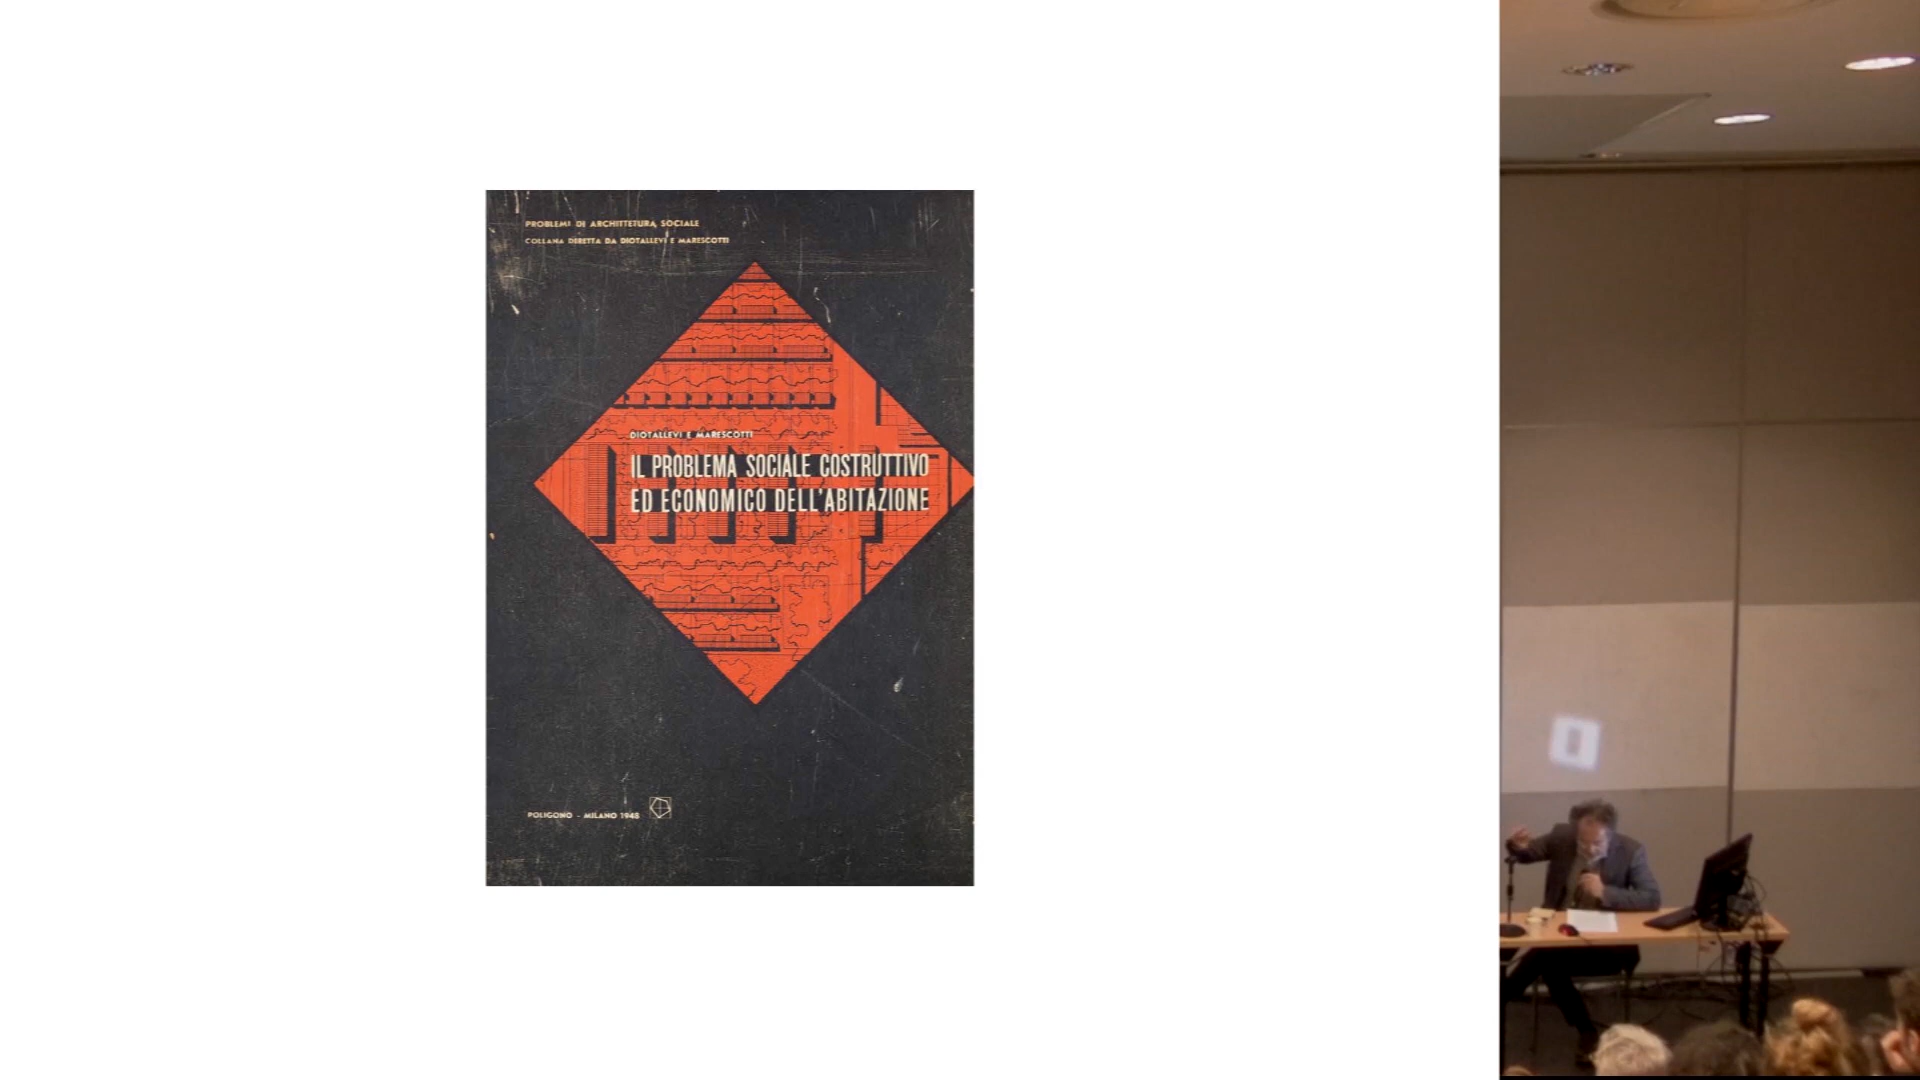 PROBLEMI DI ARCHITTETURA SOCIALE
COLLANA DIRETTA DA DIOTALLEVI E MARESCOTTI
DIOTALLEVI E MARESCOTTI
IL PROBLEMA SOCIALE COSTRUTTIVO
ED ECONOMICO DELL'ABITAZIONE
POLIGONO - MILANO 1948